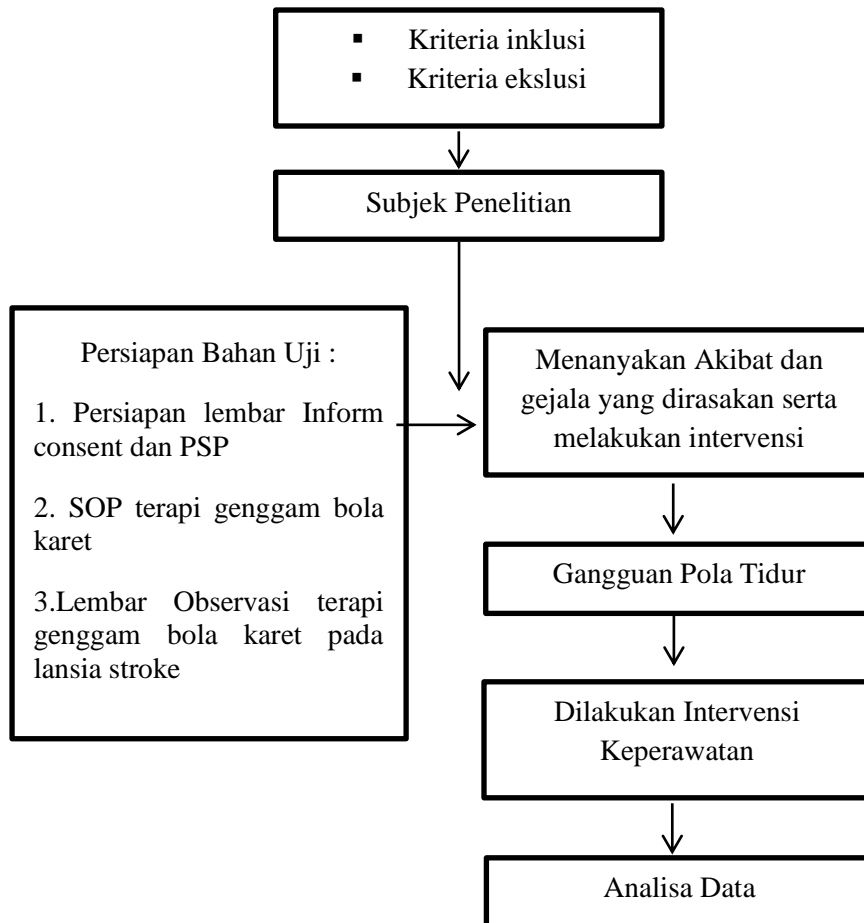 ▪ Kriteria inklusi
▪ Kriteria ekslusi
Subjek Penelitian
Persiapan Bahan Uji :
1. Persiapan lembar Inform
consent dan PSP
2. SOP terapi genggam bola
karet
3.Lembar Observasi terapi
genggam bola karet pada
lansia stroke
Menanyakan Akibat dan
gejala yang dirasakan serta
melakukan intervensi
Gangguan Pola Tidur
Dilakukan Intervensi
Keperawatan
Analisa Data